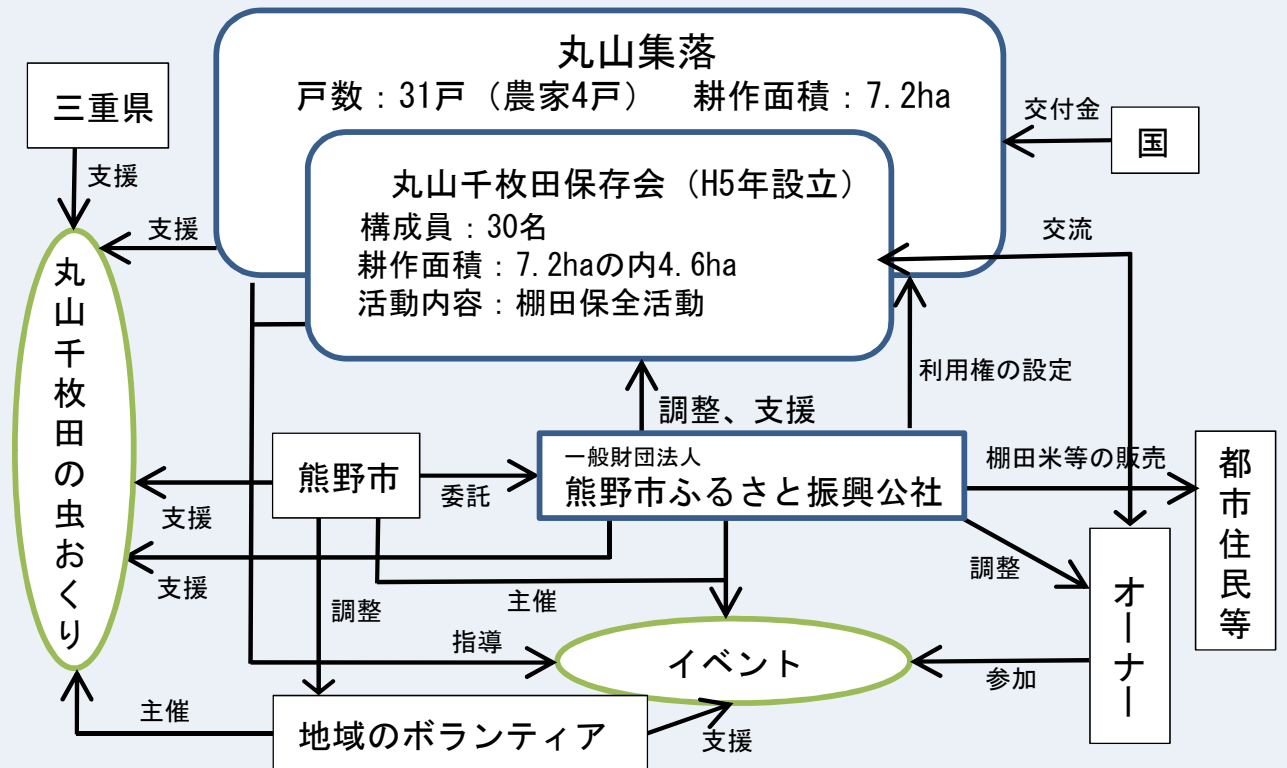 丸山集落
戸数：31戸（農家4戸）　耕作面積：7.2ha
三重県
交付金
国
支援
丸山千枚田保存会（H5年設立）
構成員：30名
耕作面積：7.2haの内4.6ha
活動内容：棚田保全活動
支援
交流
丸山千枚田の虫おくり
利用権の設定
調整、支援
熊野市
委託
一般財団法人
熊野市ふるさと振興公社
棚田米等の販売
都市住民等
支援
支援
調整
主催
調整
オーナー
指導
イベント
参加
主催
地域のボランティア
支援